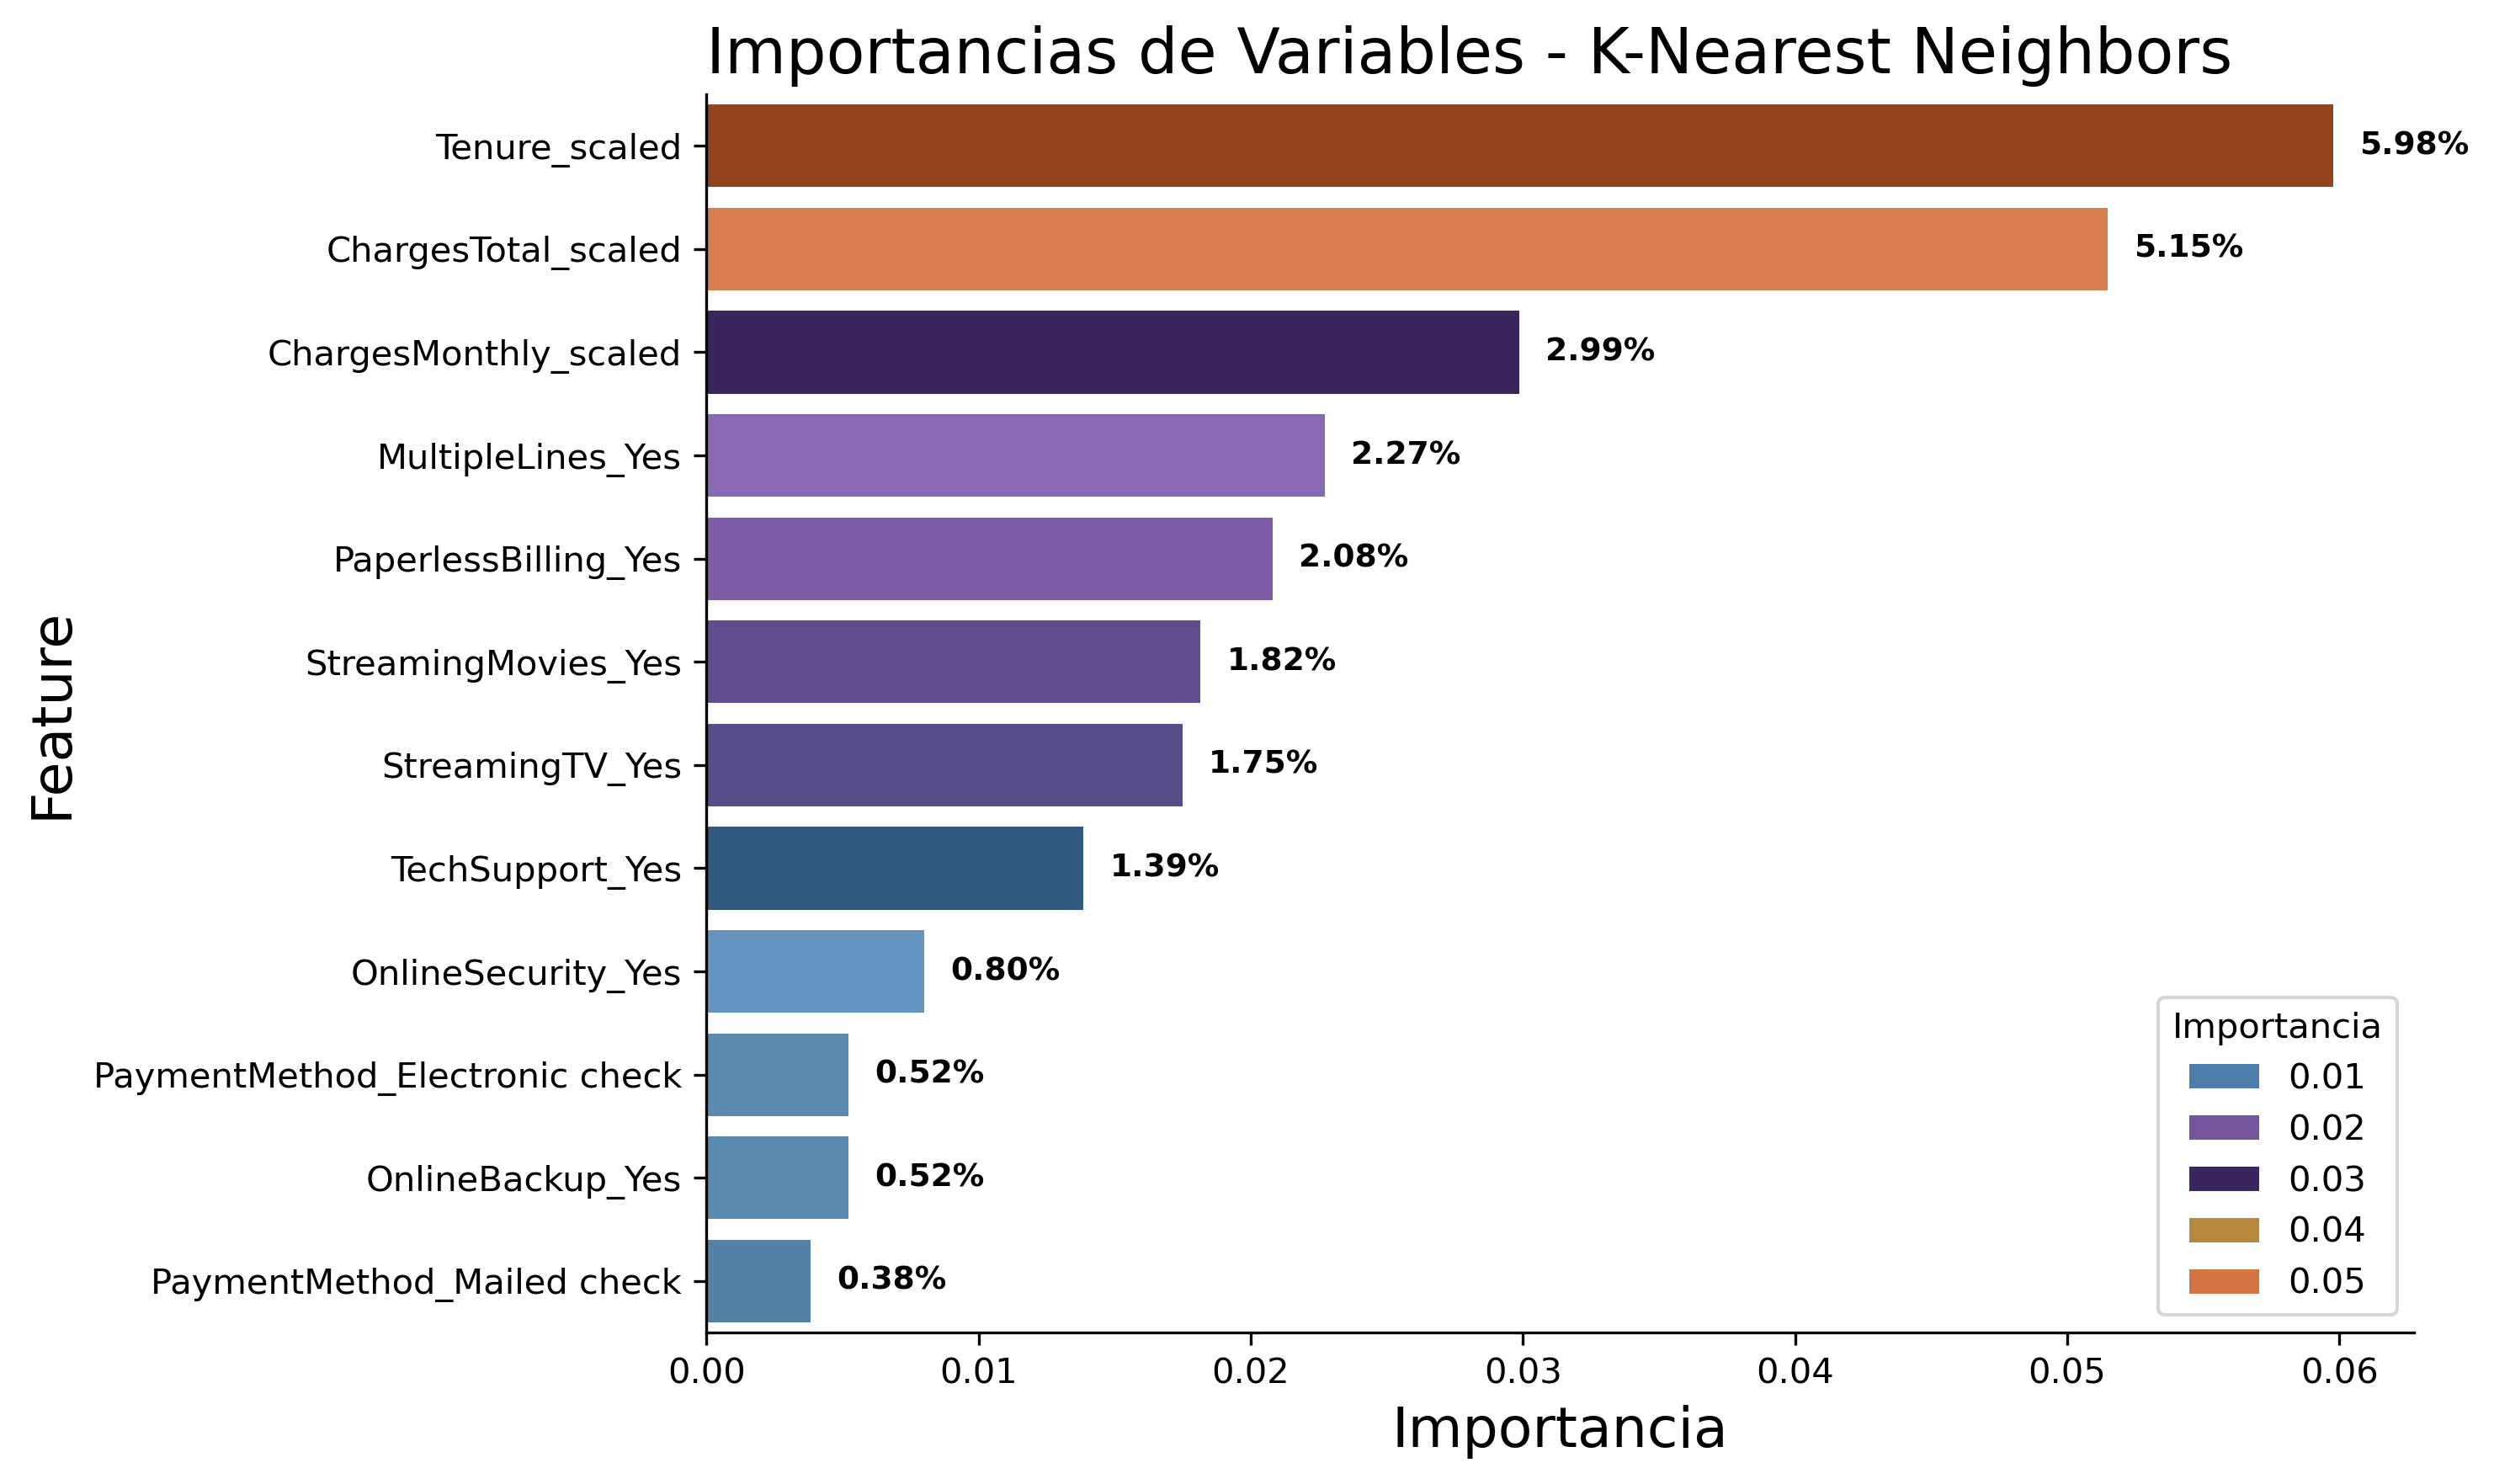 Importancias de Variables - K-Nearest Neighbors
Feature
Tenure_scaled
5.98%
ChargesTotal_scaled
5.15%
ChargesMonthly_scaled
2.99%
MultipleLines_Yes
2.27%
PaperlessBilling_Yes
2.08%
StreamingMovies_Yes
1.82%
StreamingTV_Yes
1.75%
TechSupport_Yes
1.39%
OnlineSecurity_Yes
0.80%
PaymentMethod_Electronic check
0.52%
OnlineBackup_Yes
0.52%
PaymentMethod_Mailed check
0.38%
Importancia
0.01
0.02
0.03
0.04
0.05
0.00 0.01 0.02 0.03 0.04 0.05 0.06
Importancia